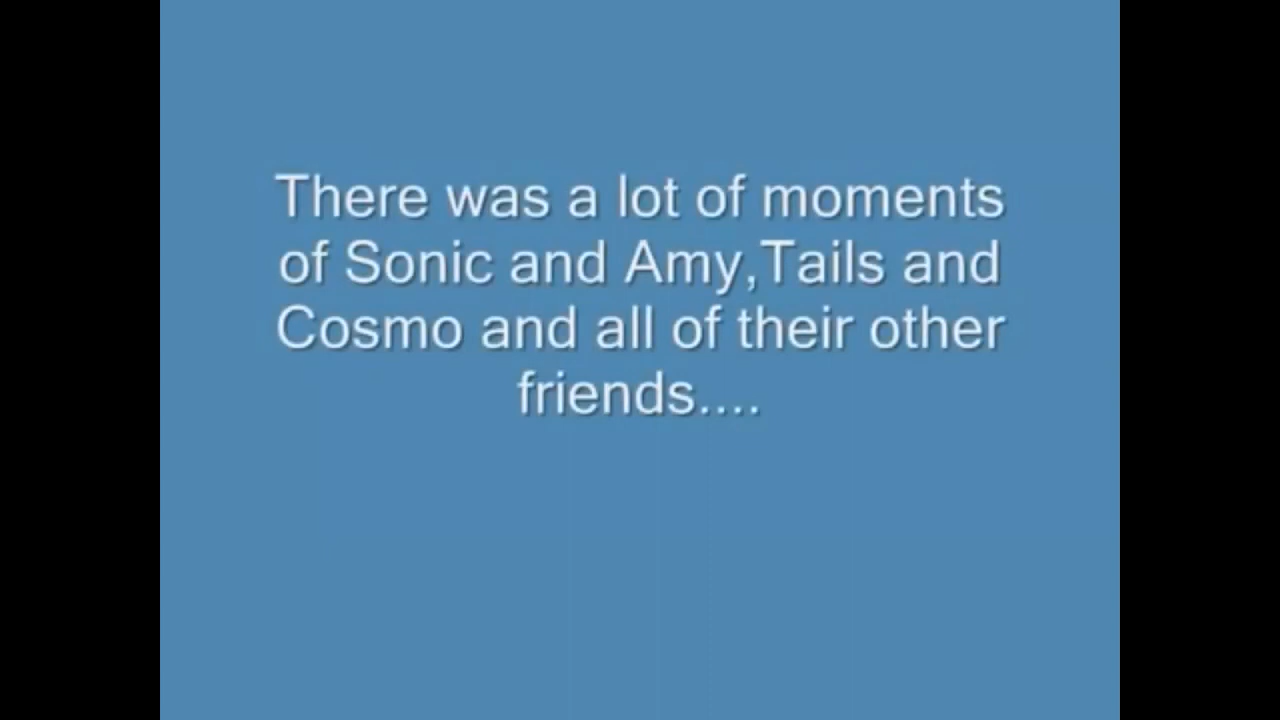 There was a lot of moments
of Sonic and Amy,Tails and
Cosmo and all of their other
friends....